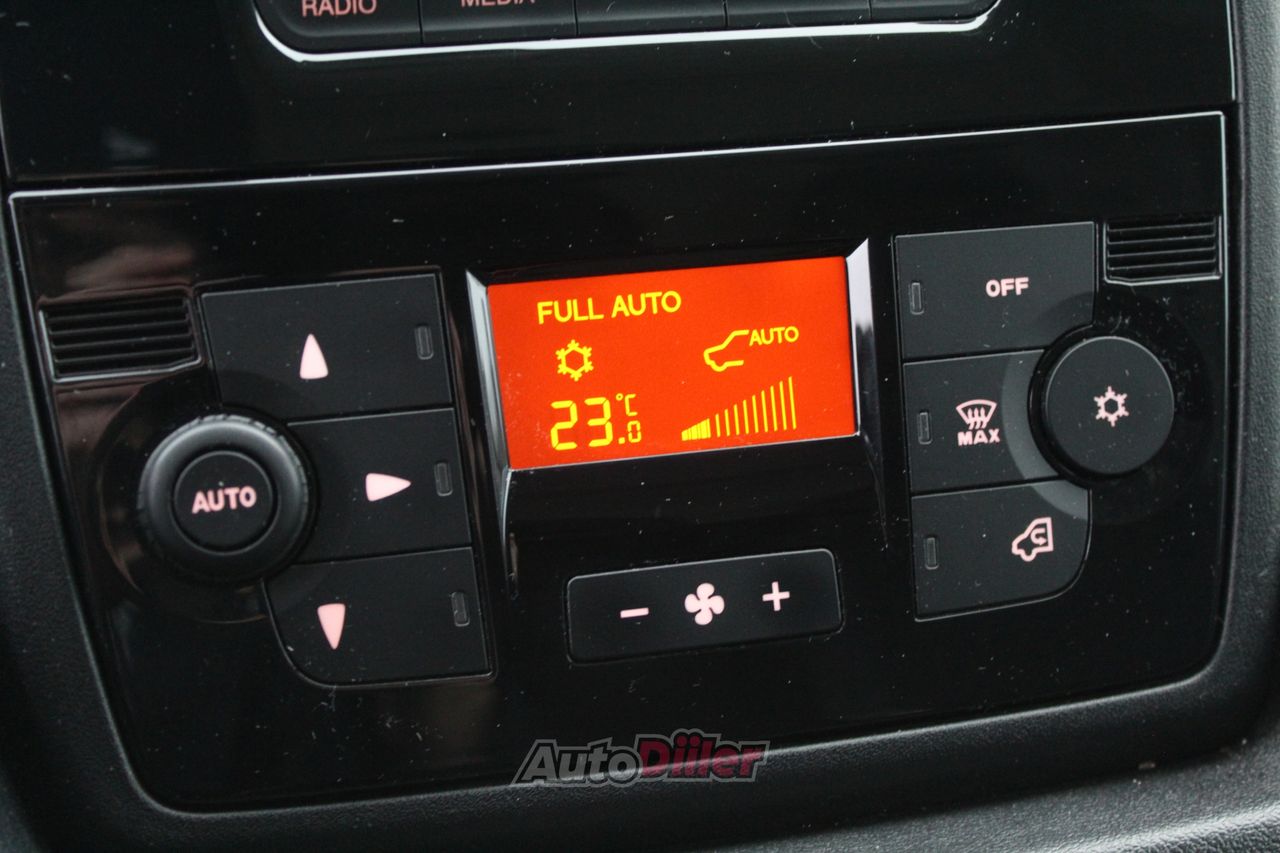 RADIO
MEDIA
FULL AUTO
AUTO
23.0 °C
OFF
MAX
AUTO
- +
AutoDiiler